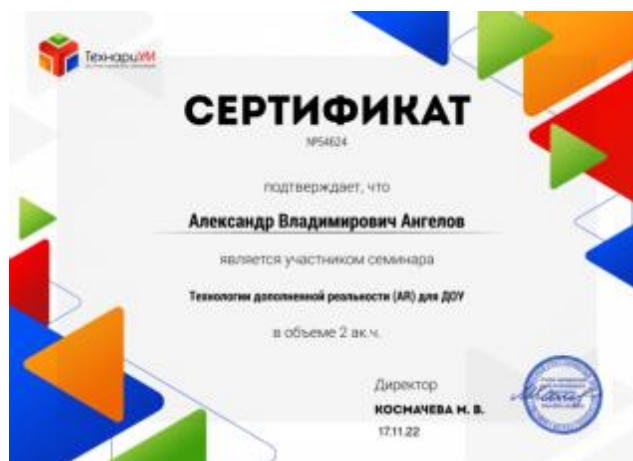 ТехнариУМ
СЕРТИФИКАТ
№54624
подтверждает, что
Александр Владимирович Ангелов
является участником семинара
Технологии дополненной реальности (AR) для ДОУ
в объеме 2 ак.ч.
Директор
КОСМАЧЕВА М. В.
17.11.22